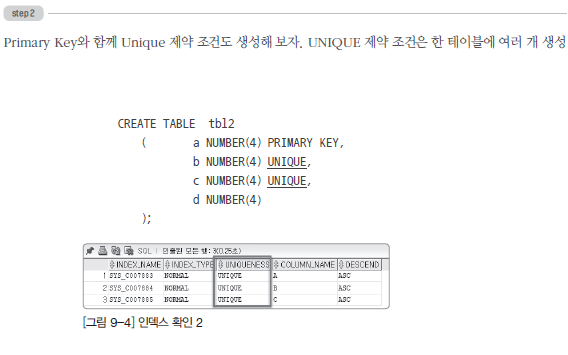 step 2
Primary Key와 함께 Unique 제약 조건도 생성해 보자. UNIQUE 제약 조건은 한 테이블에 여러 개 생성
CREATE TABLE tbl2
( a NUMBER(4) PRIMARY KEY,
b NUMBER(4) UNIQUE,
c NUMBER(4) UNIQUE,
d NUMBER(4)
);
SQL | 인출된 모든 행: 3(0.25초)
INDEX_NAME INDEX_TYPE UNIQUENESS COLUMN_NAME DESCEND
1 SYS_C007883 NORMAL UNIQUE A ASC
2 SYS_C007884 NORMAL UNIQUE B ASC
3 SYS_C007885 NORMAL UNIQUE C ASC
[그림 9-4] 인덱스 확인 2